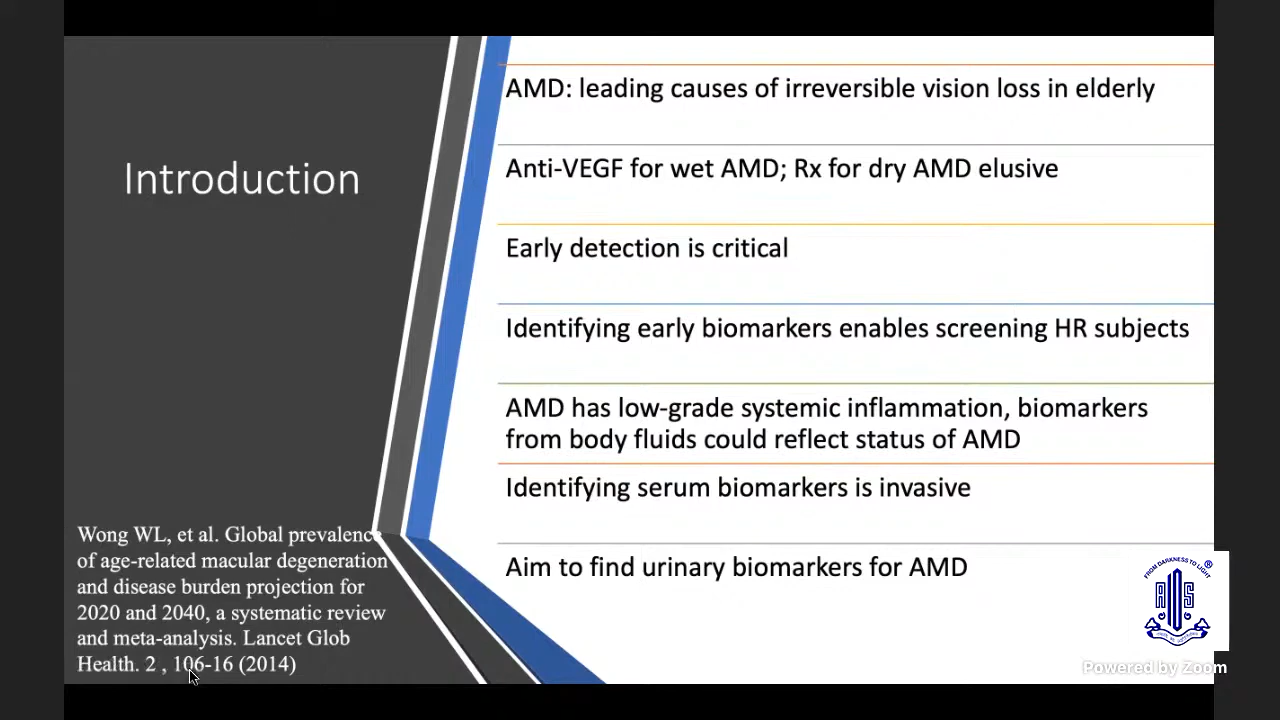 Introduction
AMD: leading causes of irreversible vision loss in elderly
Anti-VEGF for wet AMD; Rx for dry AMD elusive
Early detection is critical
Identifying early biomarkers enables screening HR subjects
AMD has low-grade systemic inflammation, biomarkers
from body fluids could reflect status of AMD
Identifying serum biomarkers is invasive
Aim to find urinary biomarkers for AMD
Wong WL, et al. Global prevalence
of age-related macular degeneration
and disease burden projection for
2020 and 2040, a systematic review
and meta-analysis. Lancet Glob
Health. 2 , 106-16 (2014)
FROM DARKNESS TO LIGHT
®
Powered by Zoom